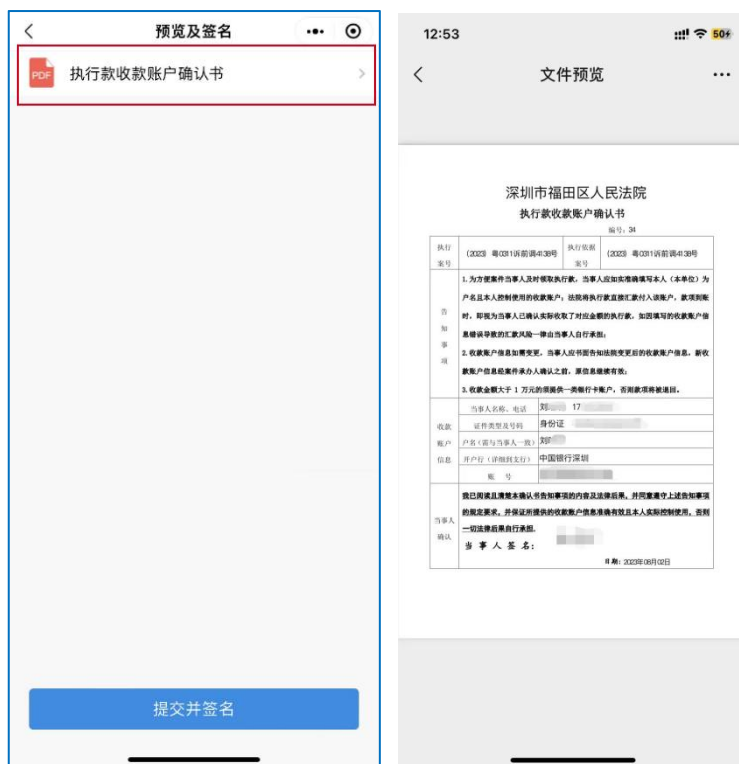 预览及签名
PDF
执行款收款账户确认书
提交并签名
12:53
50
文件预览
深圳市福田区人民法院
执行款收款账户确认书
编号：34
执行案号
（2023）粤0311诉前调4138号
执行依据案号
（2023）粤0311诉前调4138号
告知事项
1.为方便案件当事人及时领取执行款，当事人应如实准确填写本人（本单位）为
户名且本人控制使用的收款账户；法院将执行款直接汇款付入该账户，款项到账
时，即视为当事人已确认实际收取了对应金额的执行款，如因填写的收款账户信
息错误导致的汇款风险一律由当事人自行承担；
2.收款账户信息如需变更，当事人应书面告知法院变更后的收款账户信息，新收
款账户信息经案件承办人确认之前，原信息继续有效；
3.收款金额大于 1 万元的须提供一类银行卡账户，否则款项将被退回。
收款账户信息
当事人名称、电话
刘
17
证件类型及号码
身份证
户名（需与当事人一致）
刘
开户行（详细到支行）
中国银行深圳
账 号
当事人确认
我已阅读且清楚本确认书告知事项的内容及法律后果，并同意遵守上述告知事项
的规定要求，并保证所提供的收款账户信息准确有效且本人实际控制使用，否则
一切法律后果自行承担。
当 事 人 签 名：
日期：2023年08月02日